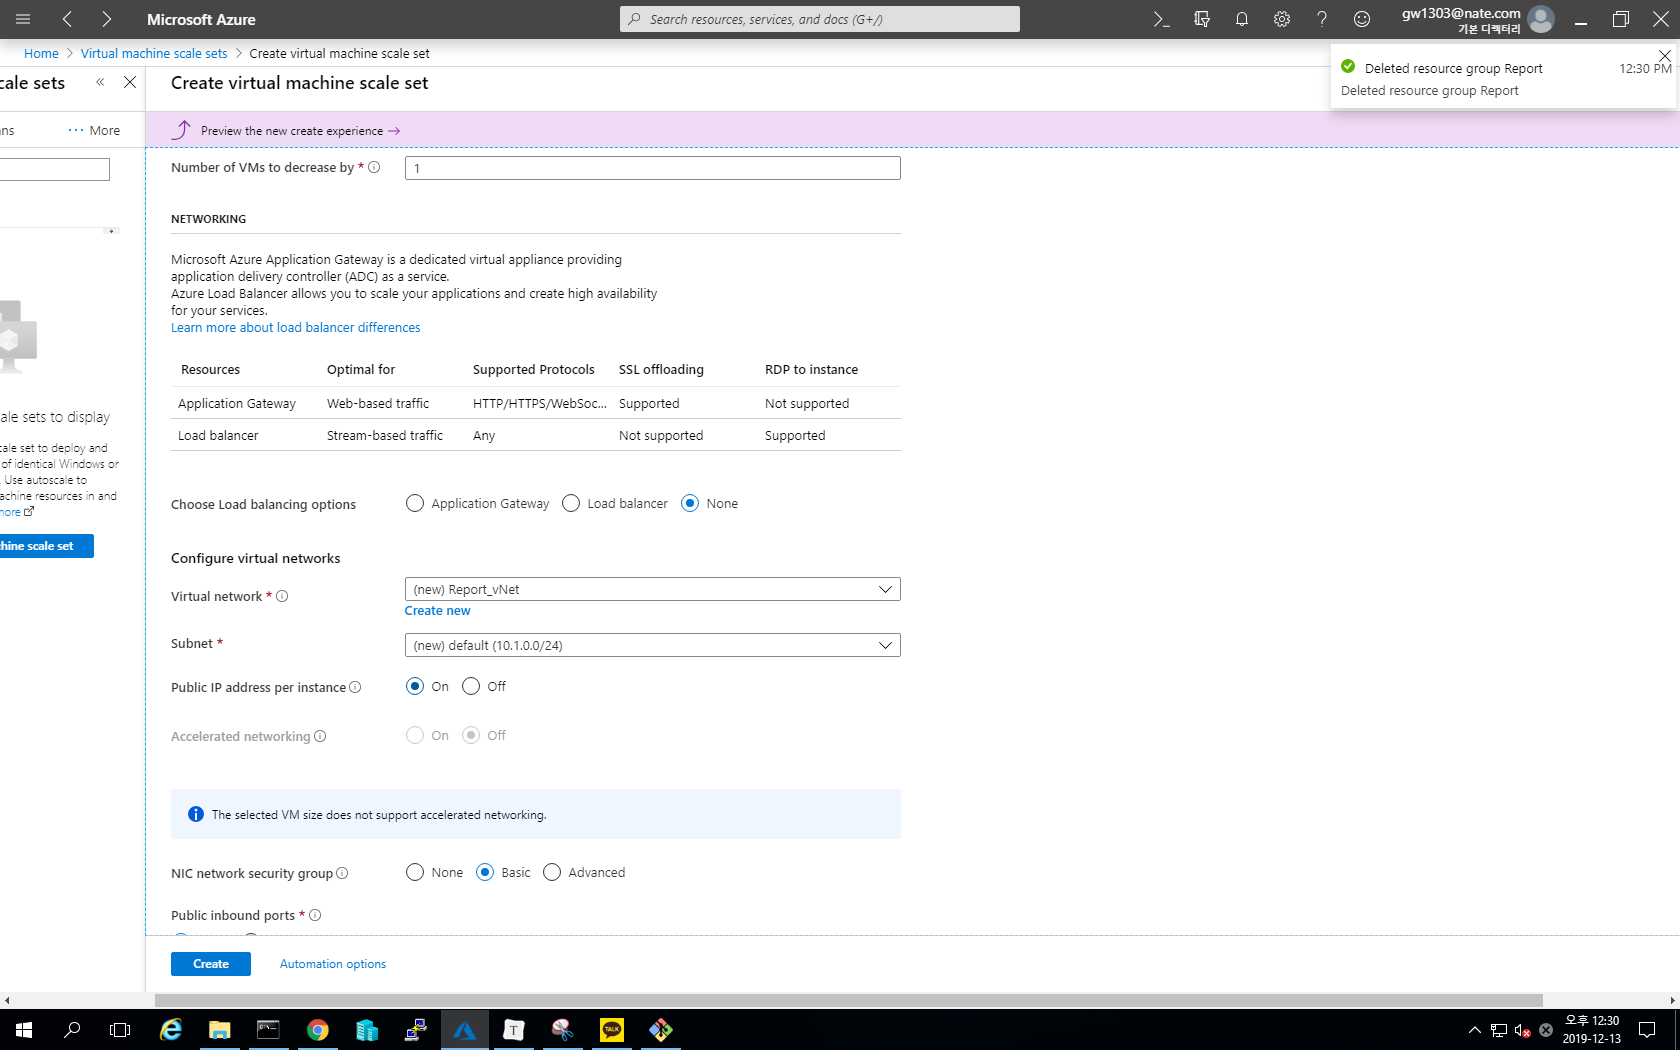 Microsoft Azure
Search resources, services, and docs (G+/)
gw1303@nate.com
기본 디렉터리
Home > Virtual machine scale sets > Create virtual machine scale set
cale sets
«
Create virtual machine scale set
Deleted resource group Report
12:30 PM
Deleted resource group Report
ns
··· More
Preview the new create experience →
Number of VMs to decrease by *
1
NETWORKING
Microsoft Azure Application Gateway is a dedicated virtual appliance providing
application delivery controller (ADC) as a service.
Azure Load Balancer allows you to scale your applications and create high availability
for your services.
Learn more about load balancer differences
Resources Optimal for Supported Protocols SSL offloading RDP to instance
Application Gateway Web-based traffic HTTP/HTTPS/WebSoc... Supported Not supported
Load balancer Stream-based traffic Any Not supported Supported
ale sets to display
cale set to deploy and
of identical Windows or
. Use autoscale to
achine resources in and
more
hine scale set
Choose Load balancing options
Application Gateway Load balancer None
Configure virtual networks
Virtual network *
(new) Report_vNet
Create new
Subnet *
(new) default (10.1.0.0/24)
Public IP address per instance
On Off
Accelerated networking
On Off
The selected VM size does not support accelerated networking.
NIC network security group
None Basic Advanced
Public inbound ports *
Create
Automation options
T
TALK
오후 12:30
2019-12-13